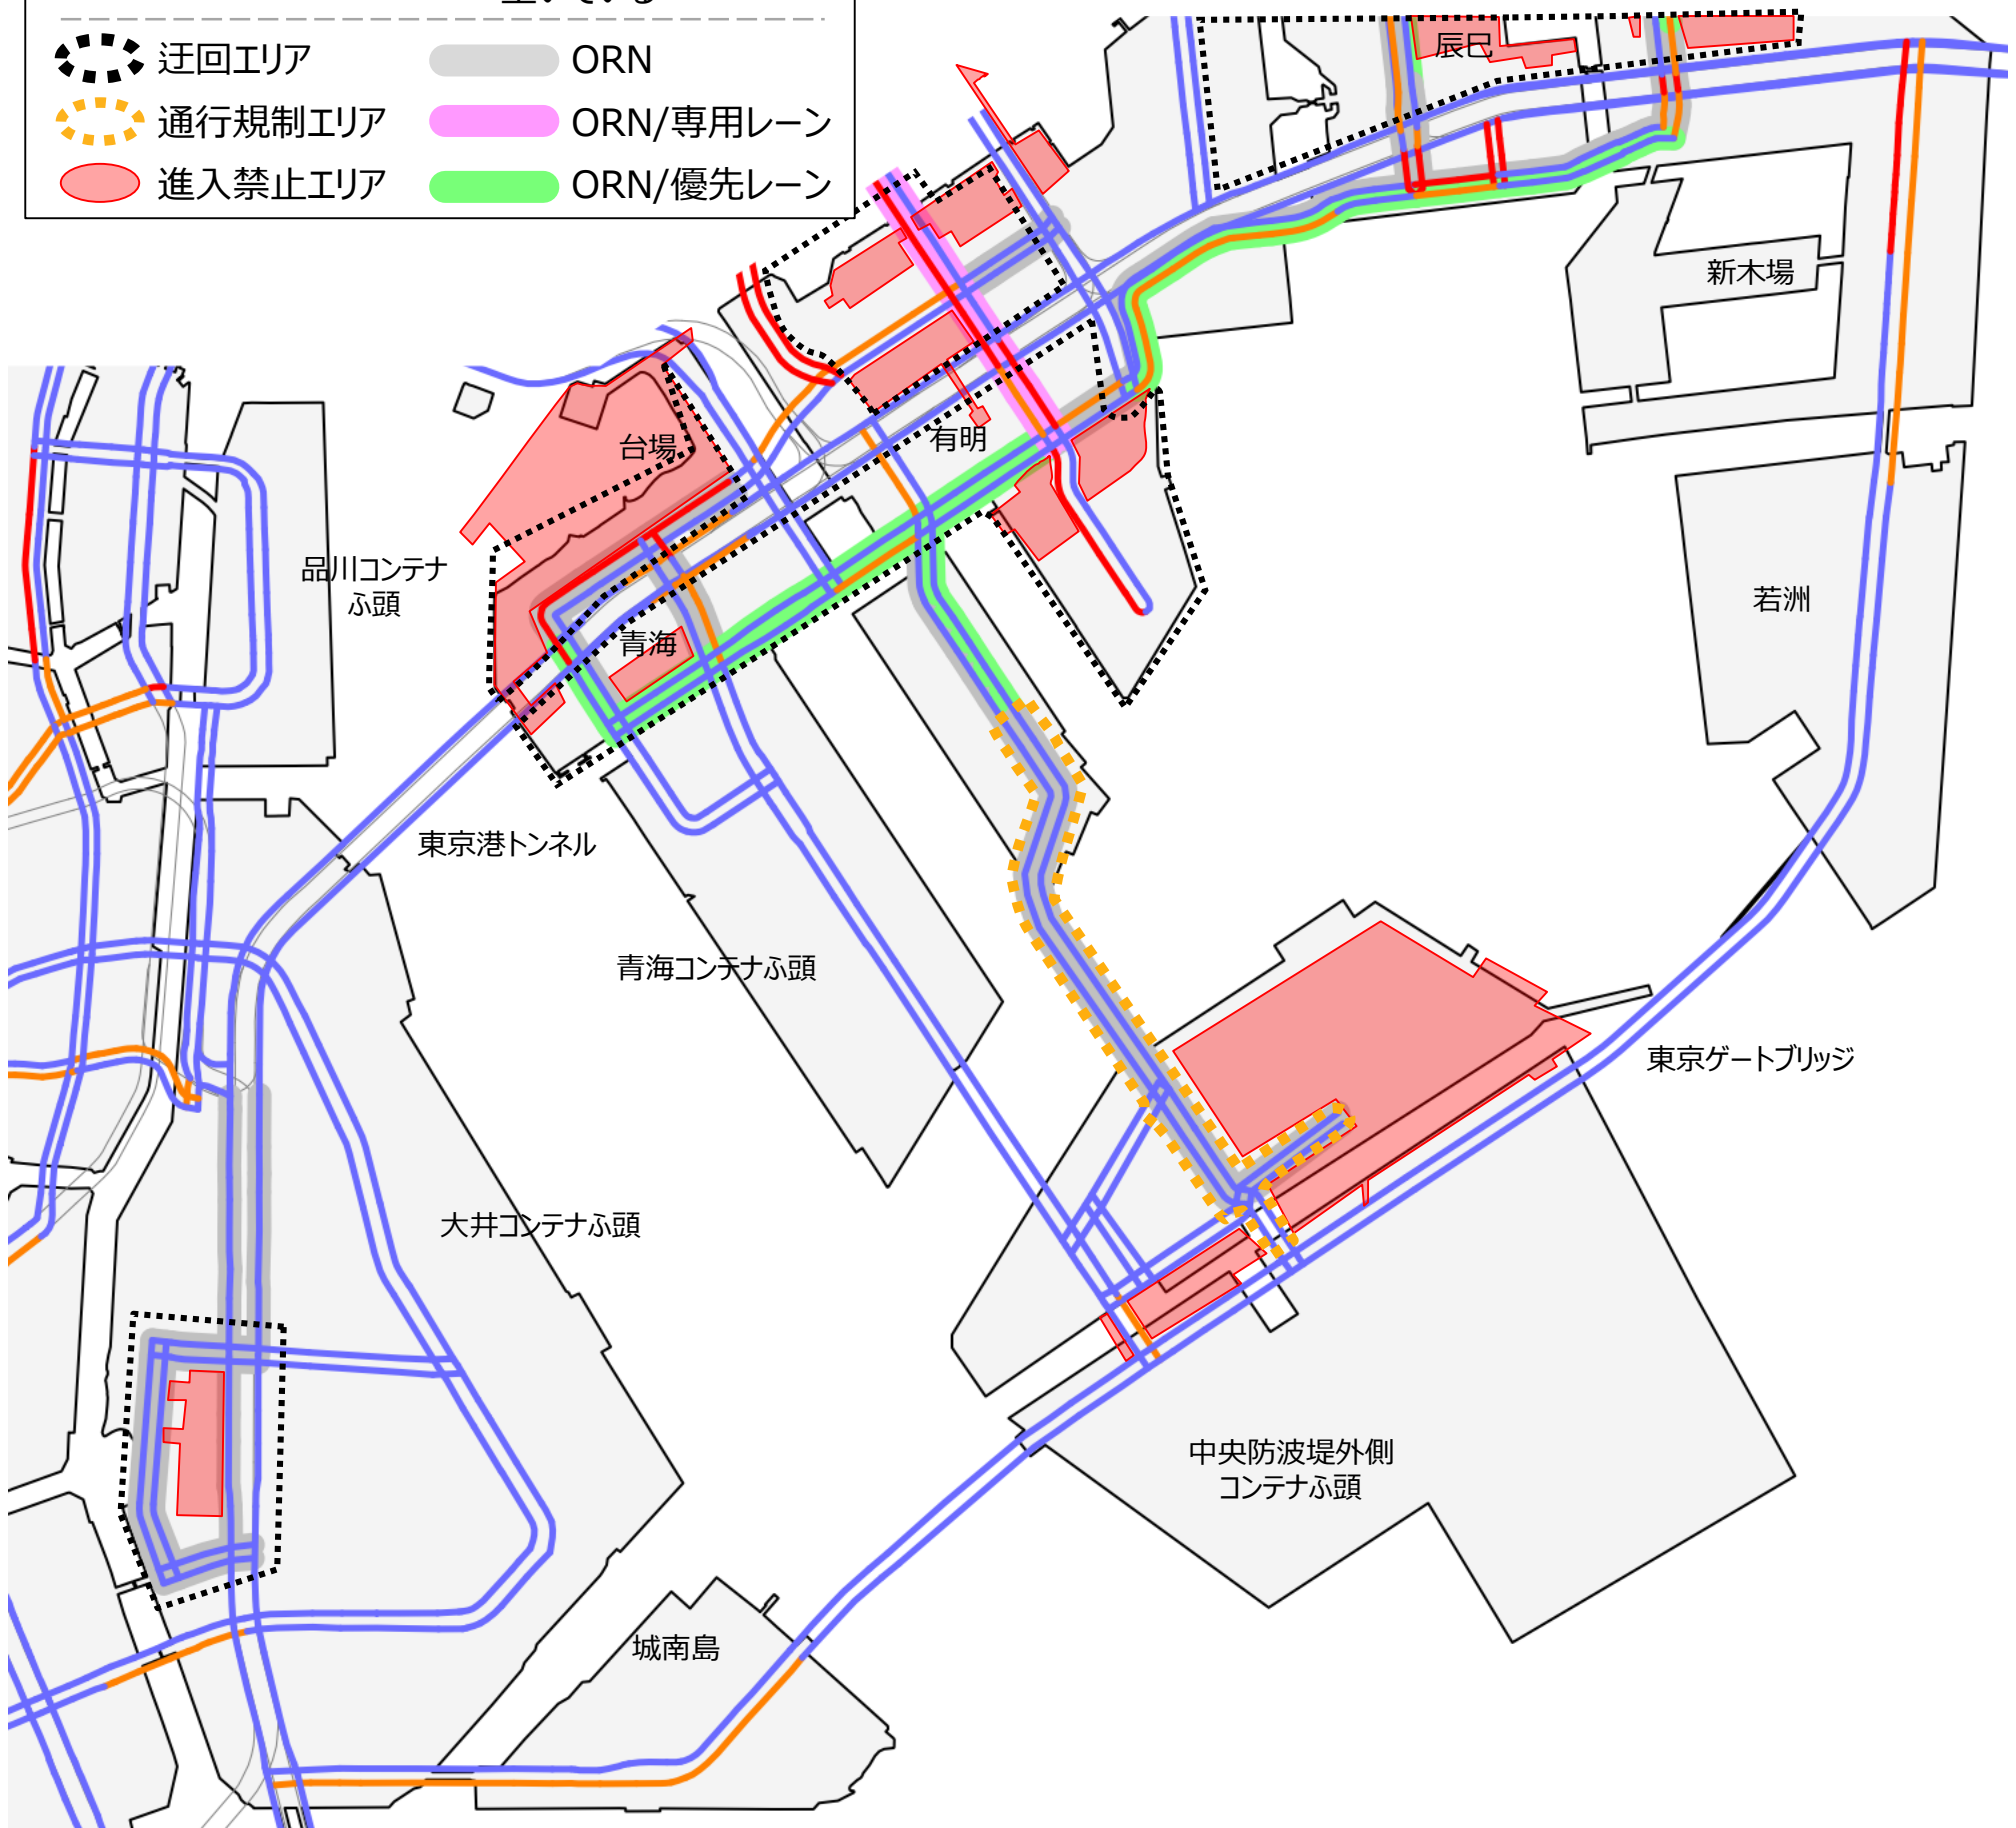 空いている
迂回エリア
ORN
通行規制エリア
ORN/専用レーン
進入禁止エリア
ORN/優先レーン
辰巳
新木場
有明
台場
品川コンテナ
ふ頭
若洲
青海
東京港トンネル
青海コンテナふ頭
東京ゲートブリッジ
大井コンテナふ頭
中央防波堤外側
コンテナふ頭
城南島